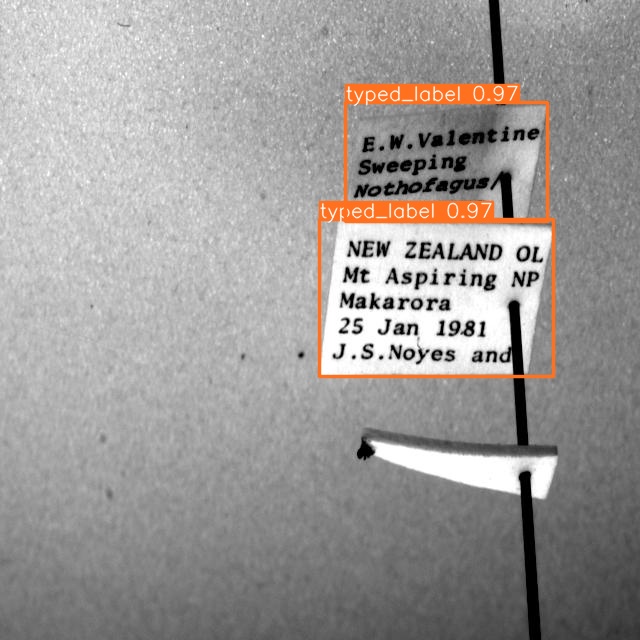 typed_label 0.97
E.W.Valentine
Sweeping
Nothofagus/
typed_label 0.97
NEW ZEALAND OL
Mt Aspiring NP
Makarora
25 Jan 1981
J.S.Noyes and